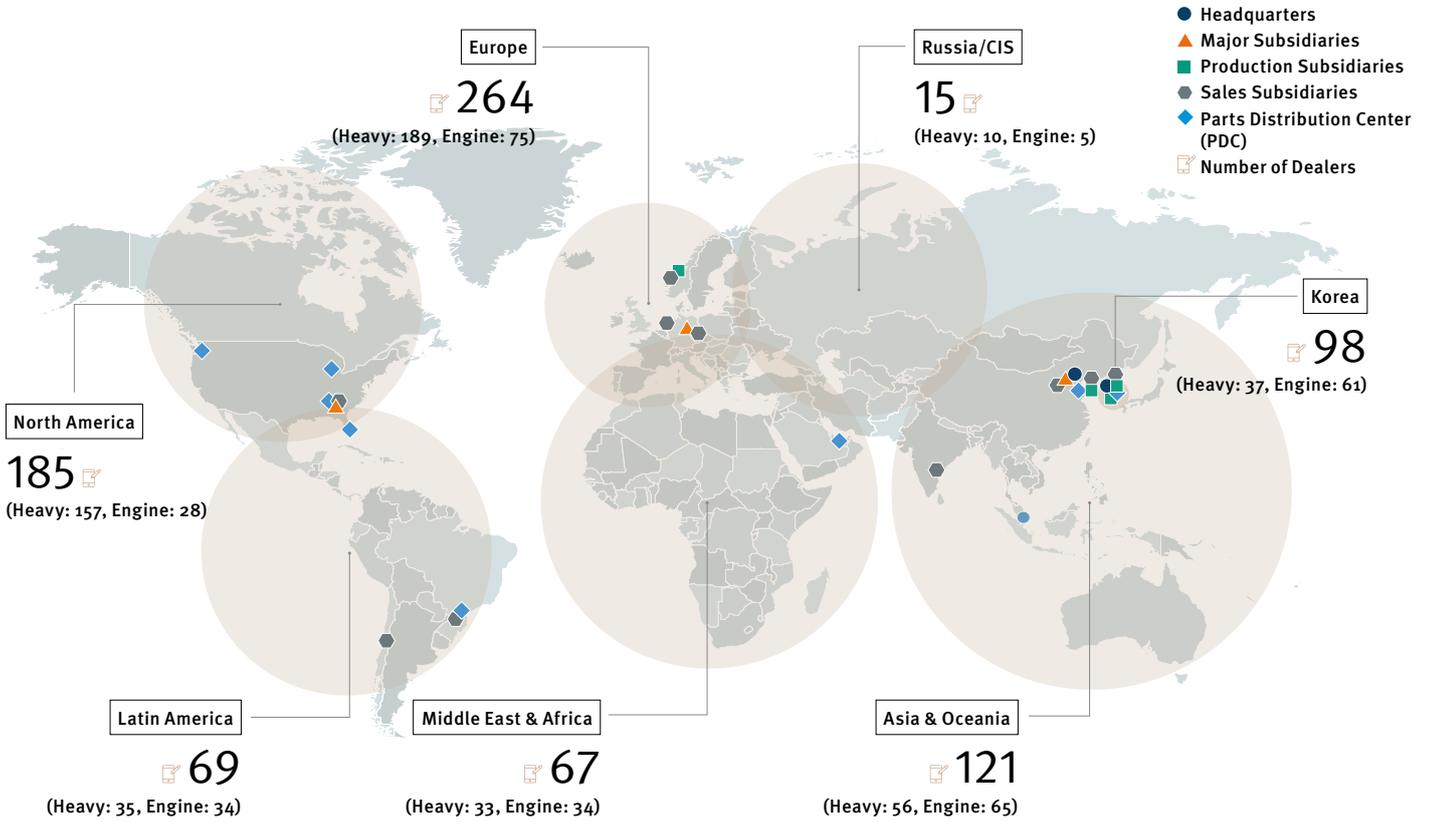 Headquarters
Major Subsidiaries
Production Subsidiaries
Sales Subsidiaries
Parts Distribution Center
(PDC)
Number of Dealers
Europe
264
(Heavy: 189, Engine: 75)
Russia/CIS
15
(Heavy: 10, Engine: 5)
Korea
98
(Heavy: 37, Engine: 61)
North America
185
(Heavy: 157, Engine: 28)
Latin America
69
(Heavy: 35, Engine: 34)
Middle East & Africa
67
(Heavy: 33, Engine: 34)
Asia & Oceania
121
(Heavy: 56, Engine: 65)